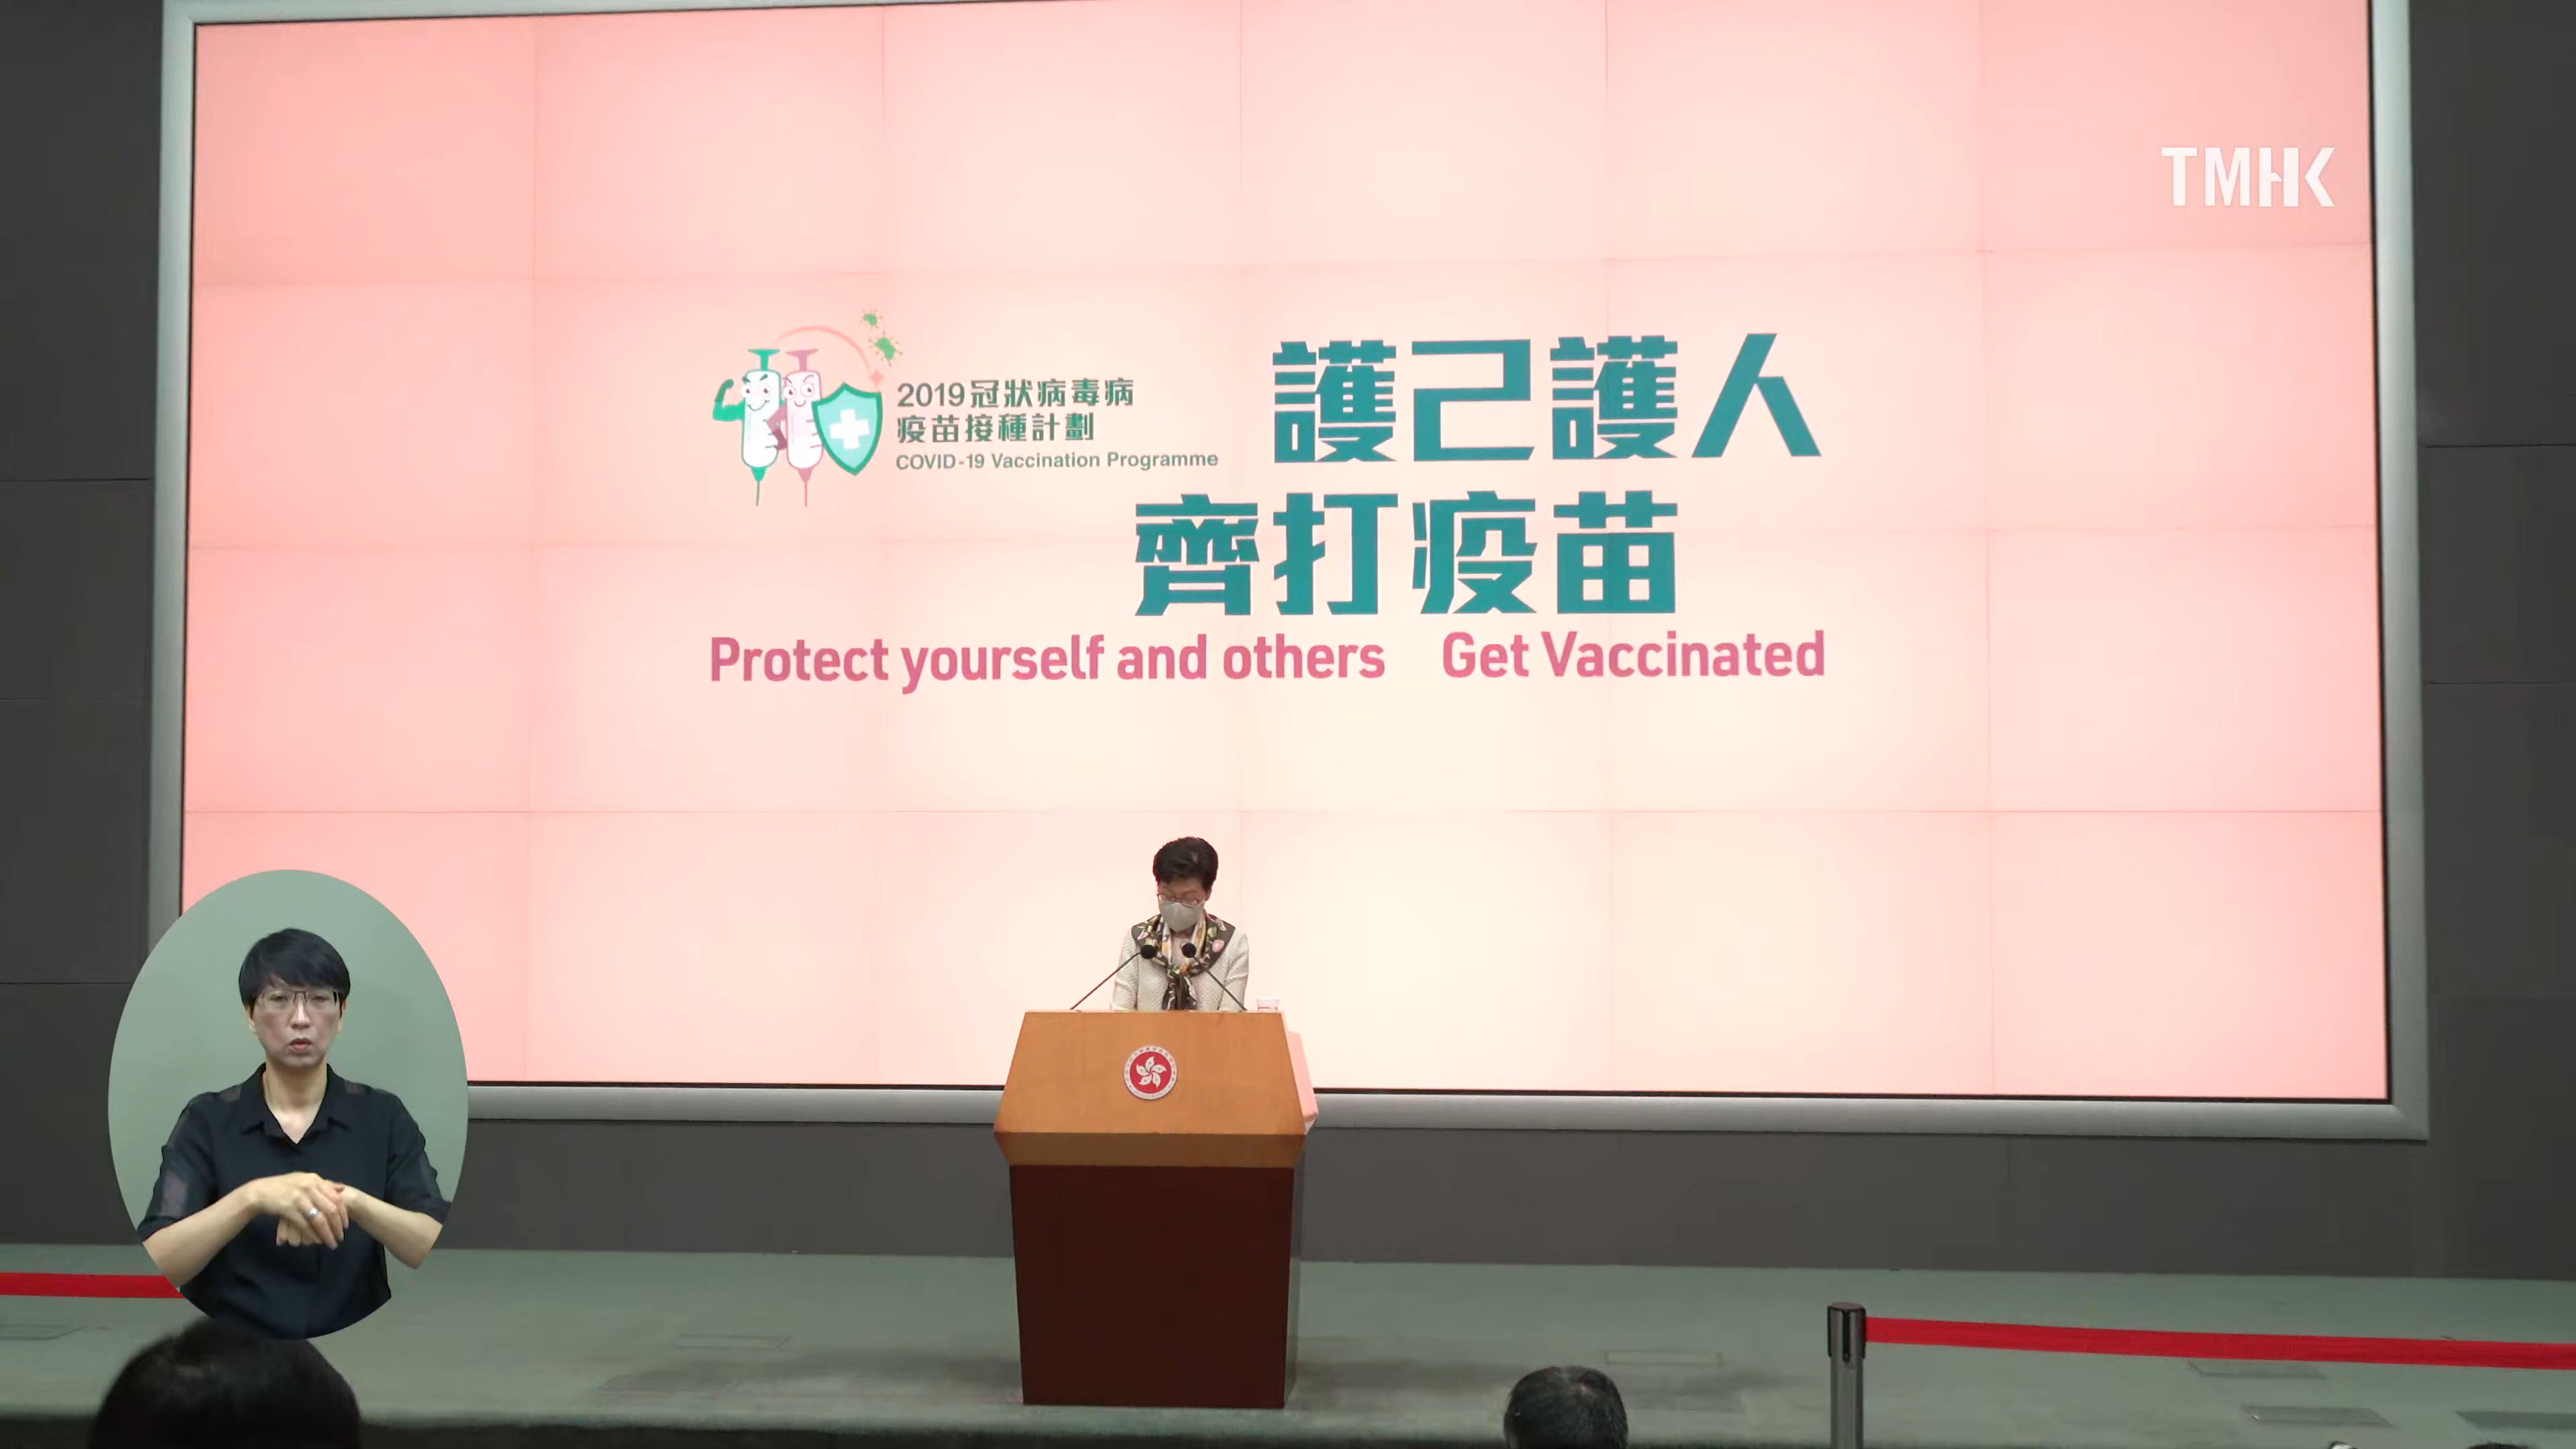 TMHK
2019冠狀病毒病
疫苗接種計劃
COVID-19 Vaccination Programme
護己護人
齊打疫苗
Protect yourself and others Get Vaccinated